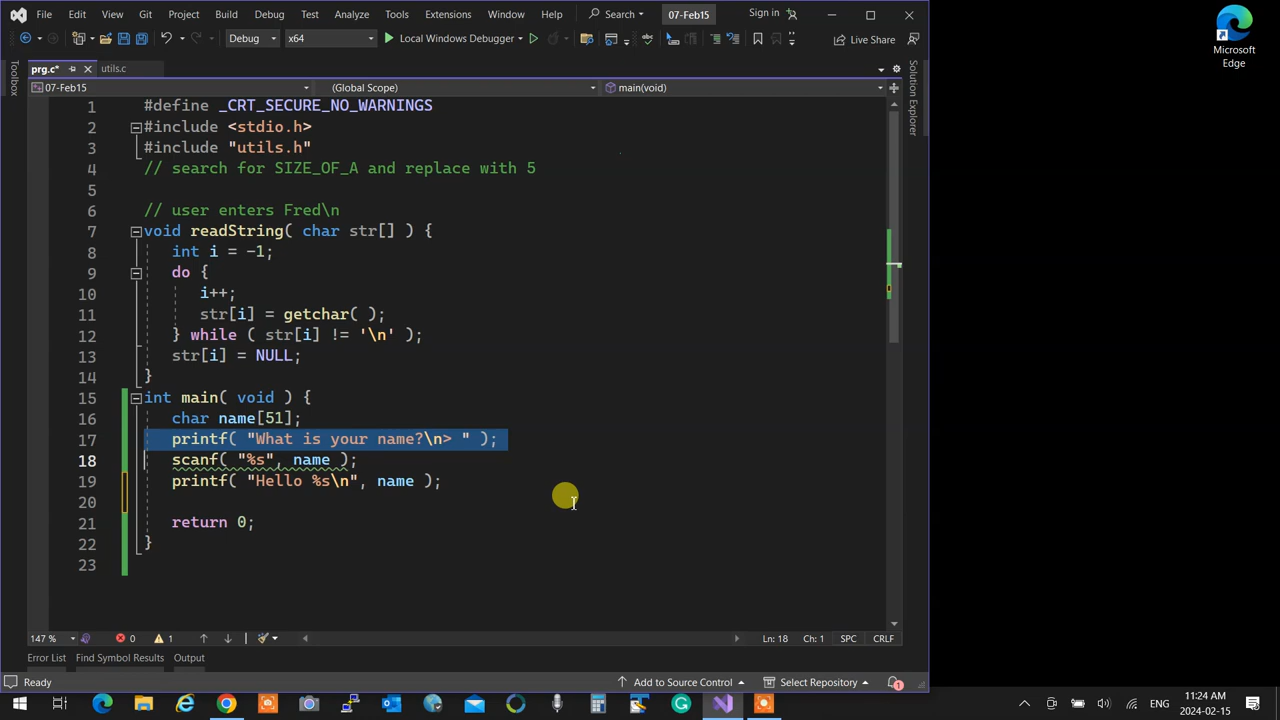 File Edit View Git Project Build Debug Test Analyze Tools Extensions Window Help Search 07-Feb15 Sign in
Debug x64 Local Windows Debugger Live Share
prg.c* utils.c
07-Feb15 (Global Scope) main(void)
Toolbox
Solution Explorer
1 #define _CRT_SECURE_NO_WARNINGS
2 #include <stdio.h>
3 #include "utils.h"
4 // search for SIZE_OF_A and replace with 5
5
6 // user enters Fred\n
7 void readString( char str[] ) {
8 int i = -1;
9 do {
10 i++;
11 str[i] = getchar( );
12 } while ( str[i] != '\n' );
13 str[i] = NULL;
14 }
15 int main( void ) {
16 char name[51];
17 printf( "What is your name?\n> " );
18 scanf( "%s", name );
19 printf( "Hello %s\n", name );
20
21 return 0;
22 }
23
147 % 0 1 Ln: 18 Ch: 1 SPC CRLF
Error List Find Symbol Results Output
Ready Add to Source Control Select Repository 1
Microsoft
Edge
ENG
11:24 AM
2024-02-15